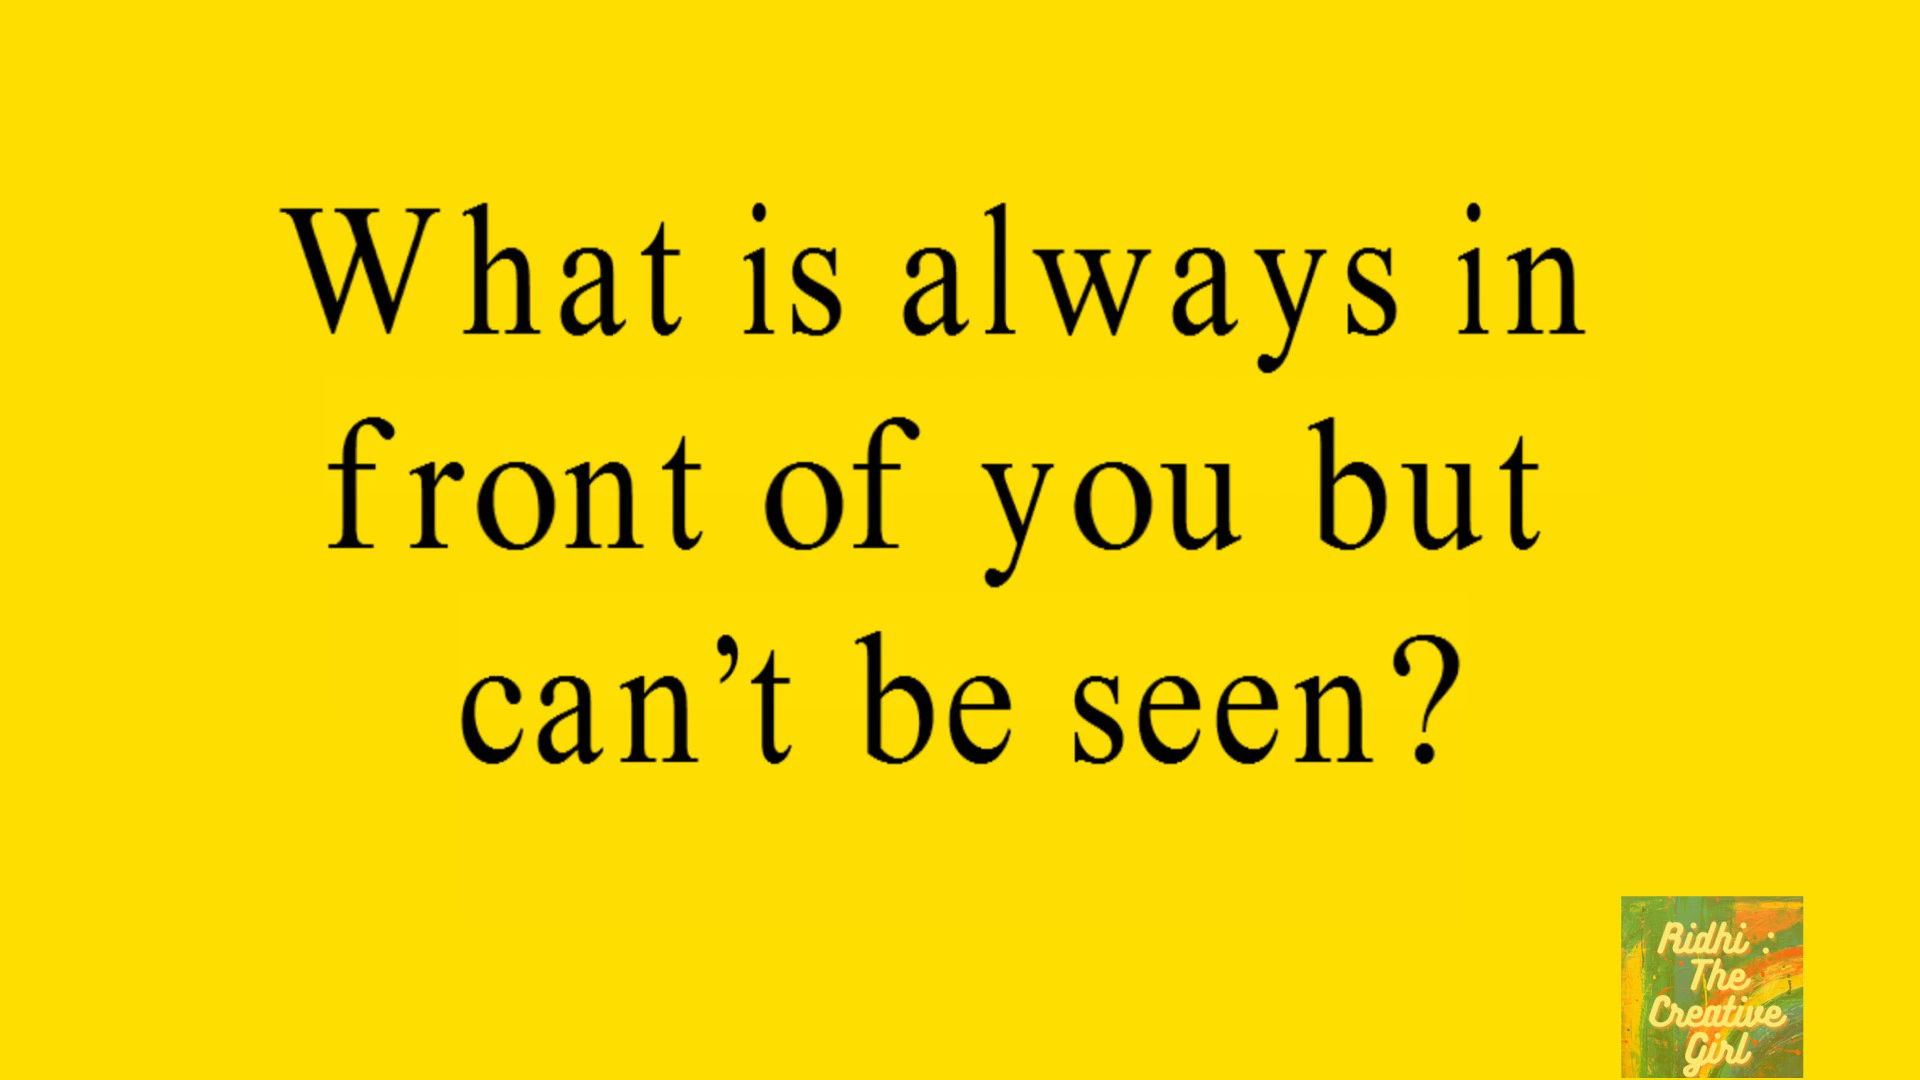 What is always in
front of you but
can’t be seen?
Ridhi :
The
Creative
Girl